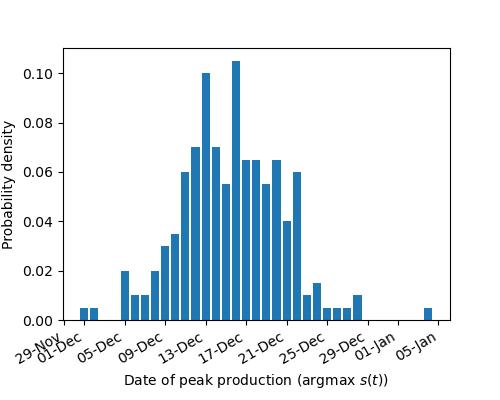 Probability density
0.10
0.08
0.06
0.04
0.02
0.00
29-Nov 01-Dec 05-Dec 09-Dec 13-Dec 17-Dec 21-Dec 25-Dec 29-Dec 01-Jan 05-Jan
Date of peak production (argmax s(t))